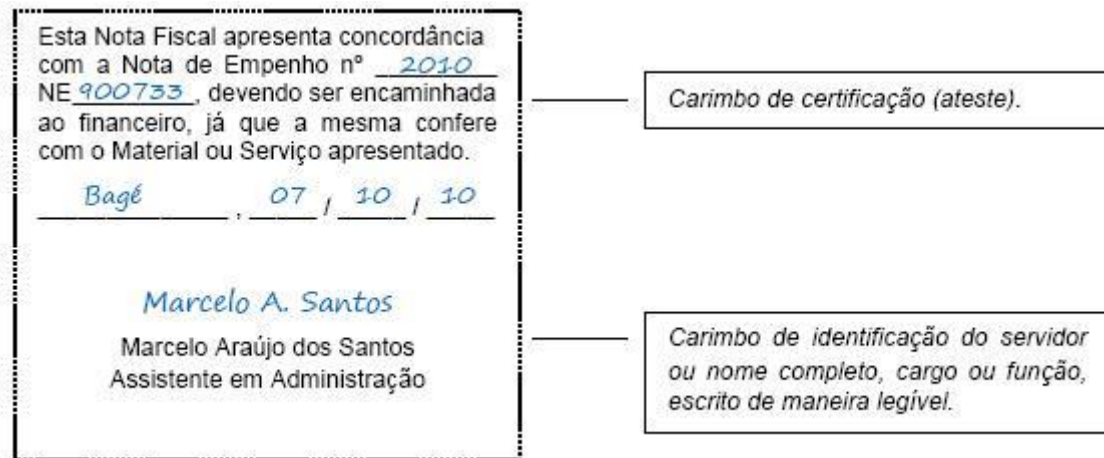 Esta Nota Fiscal apresenta concordância
com a Nota de Empenho nº 2010
NE 900733, devendo ser encaminhada
ao financeiro, já que a mesma confere
com o Material ou Serviço apresentado.
Bagé, 07 / 10 / 10
Marcelo A. Santos
Marcelo Araújo dos Santos
Assistente em Administração
Carimbo de certificação (ateste).
Carimbo de identificação do servidor
ou nome completo, cargo ou função,
escrito de maneira legível.